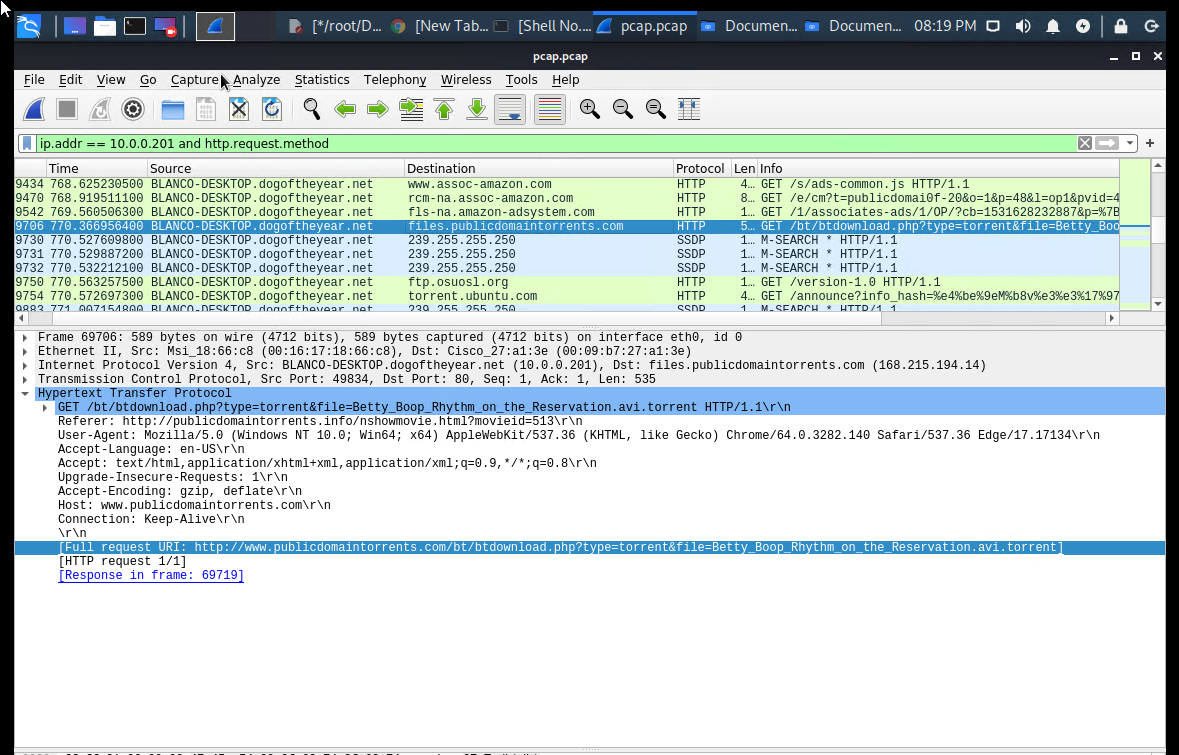 [*/root/D... [New Tab... [Shell No.... pcap.pcap Documen... Documen... 08:19 PM
pcap.pcap
File Edit View Go Capture Analyze Statistics Telephony Wireless Tools Help
ip.addr == 10.0.0.201 and http.request.method
Time Source Destination Protocol Len Info
9434 768.625230500 BLANCO-DESKTOP.dogoftheyear.net www.assoc-amazon.com HTTP 4… GET /s/ads-common.js HTTP/1.1
9470 768.919511100 BLANCO-DESKTOP.dogoftheyear.net rcm-na.assoc-amazon.com HTTP 8… GET /e/cm?t=publicdomai0f-20&o=1&p=48&l=op1&pvid=4
9542 769.560506300 BLANCO-DESKTOP.dogoftheyear.net fls-na.amazon-adsystem.com HTTP 1… GET /1/associates-ads/1/OP/?cb=1531628232887&p=%7B
9706 770.366956400 BLANCO-DESKTOP.dogoftheyear.net files.publicdomaintorrents.com HTTP 5… GET /bt/btdownload.php?type=torrent&file=Betty_Boo
9730 770.527609800 BLANCO-DESKTOP.dogoftheyear.net 239.255.255.250 SSDP 1… M-SEARCH * HTTP/1.1
9731 770.529887200 BLANCO-DESKTOP.dogoftheyear.net 239.255.255.250 SSDP 1… M-SEARCH * HTTP/1.1
9732 770.532212100 BLANCO-DESKTOP.dogoftheyear.net 239.255.255.250 SSDP 1… M-SEARCH * HTTP/1.1
9750 770.563257500 BLANCO-DESKTOP.dogoftheyear.net ftp.osuosl.org HTTP 1… GET /version-1.0 HTTP/1.1
9754 770.572697300 BLANCO-DESKTOP.dogoftheyear.net torrent.ubuntu.com HTTP 4… GET /announce?info_hash=%e4%be%9eM%b8v%e3%e3%17%97
9883 771.007154800 BLANCO-DESKTOP.dogoftheyear.net 239.255.255.250 SSDP 1… M-SEARCH * HTTP/1.1
Frame 69706: 589 bytes on wire (4712 bits), 589 bytes captured (4712 bits) on interface eth0, id 0
Ethernet II, Src: Msi_18:66:c8 (00:16:17:18:66:c8), Dst: Cisco_27:a1:3e (00:09:b7:27:a1:3e)
Internet Protocol Version 4, Src: BLANCO-DESKTOP.dogoftheyear.net (10.0.0.201), Dst: files.publicdomaintorrents.com (168.215.194.14)
Transmission Control Protocol, Src Port: 49834, Dst Port: 80, Seq: 1, Ack: 1, Len: 535
Hypertext Transfer Protocol
GET /bt/btdownload.php?type=torrent&file=Betty_Boop_Rhythm_on_the_Reservation.avi.torrent HTTP/1.1\r\n
Referer: http://publicdomaintorrents.info/nshowmovie.html?movieid=513\r\n
User-Agent: Mozilla/5.0 (Windows NT 10.0; Win64; x64) AppleWebKit/537.36 (KHTML, like Gecko) Chrome/64.0.3282.140 Safari/537.36 Edge/17.17134\r\n
Accept-Language: en-US\r\n
Accept: text/html,application/xhtml+xml,application/xml;q=0.9,*/*;q=0.8\r\n
Upgrade-Insecure-Requests: 1\r\n
Accept-Encoding: gzip, deflate\r\n
Host: www.publicdomaintorrents.com\r\n
Connection: Keep-Alive\r\n
\r\n
[Full request URI: http://www.publicdomaintorrents.com/bt/btdownload.php?type=torrent&file=Betty_Boop_Rhythm_on_the_Reservation.avi.torrent]
[HTTP request 1/1]
[Response in frame: 69719]